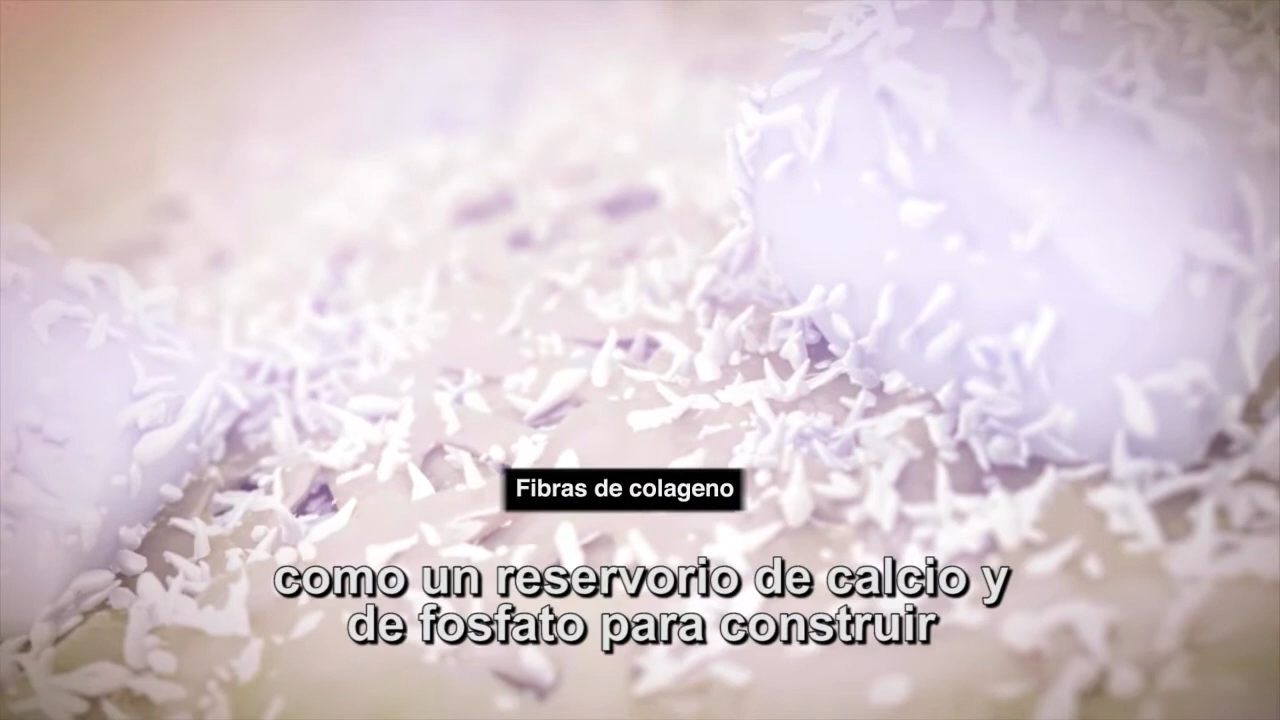 Fibras de colageno
como un reservorio de calcio y
de fosfato para construir